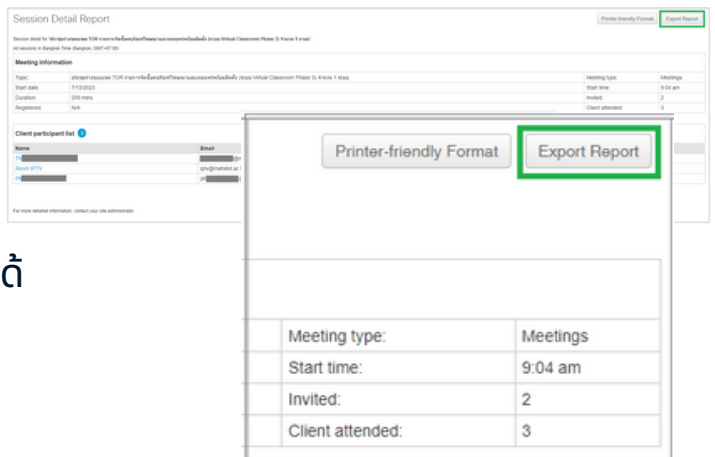 Session Detail Report
Printer-friendly Format
Export Report
All sessions in Bangkok Time (Bangkok, GMT+07:00)
Meeting information
Topic:
Meeting type: Meetings
Start date: 7/13/2023
Start time: 9:04 am
Duration: 209 mins
Invited: 2
Registered: N/A
Client attended: 3
Client participant list 3
Name Email
Room IPTV
For more detailed information, contact your site administrator.
Printer-friendly Format Export Report
ด้
Meeting type: Meetings
Start time: 9:04 am
Invited: 2
Client attended: 3